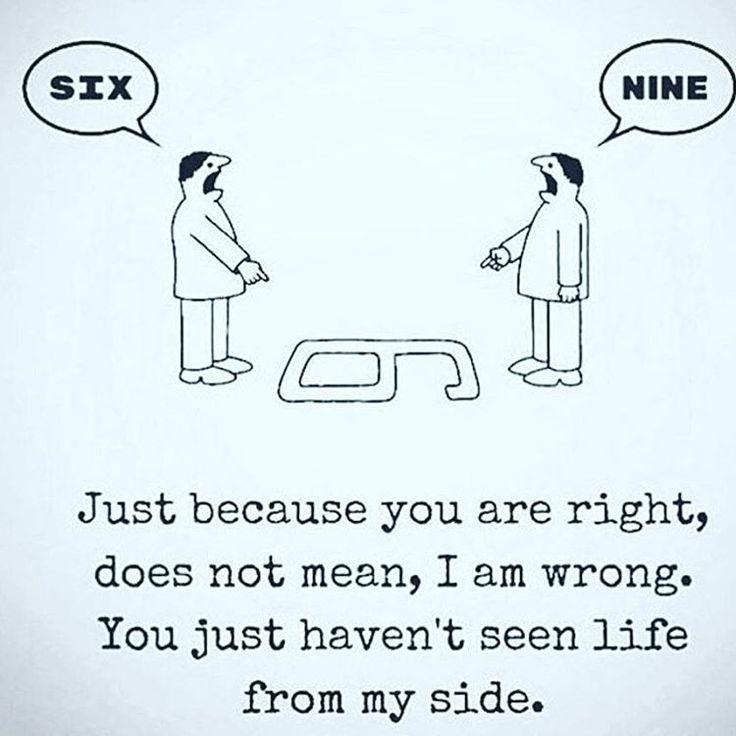 SIX
NINE
Just because you are right,
does not mean, I am wrong.
You just haven't seen life
from my side.